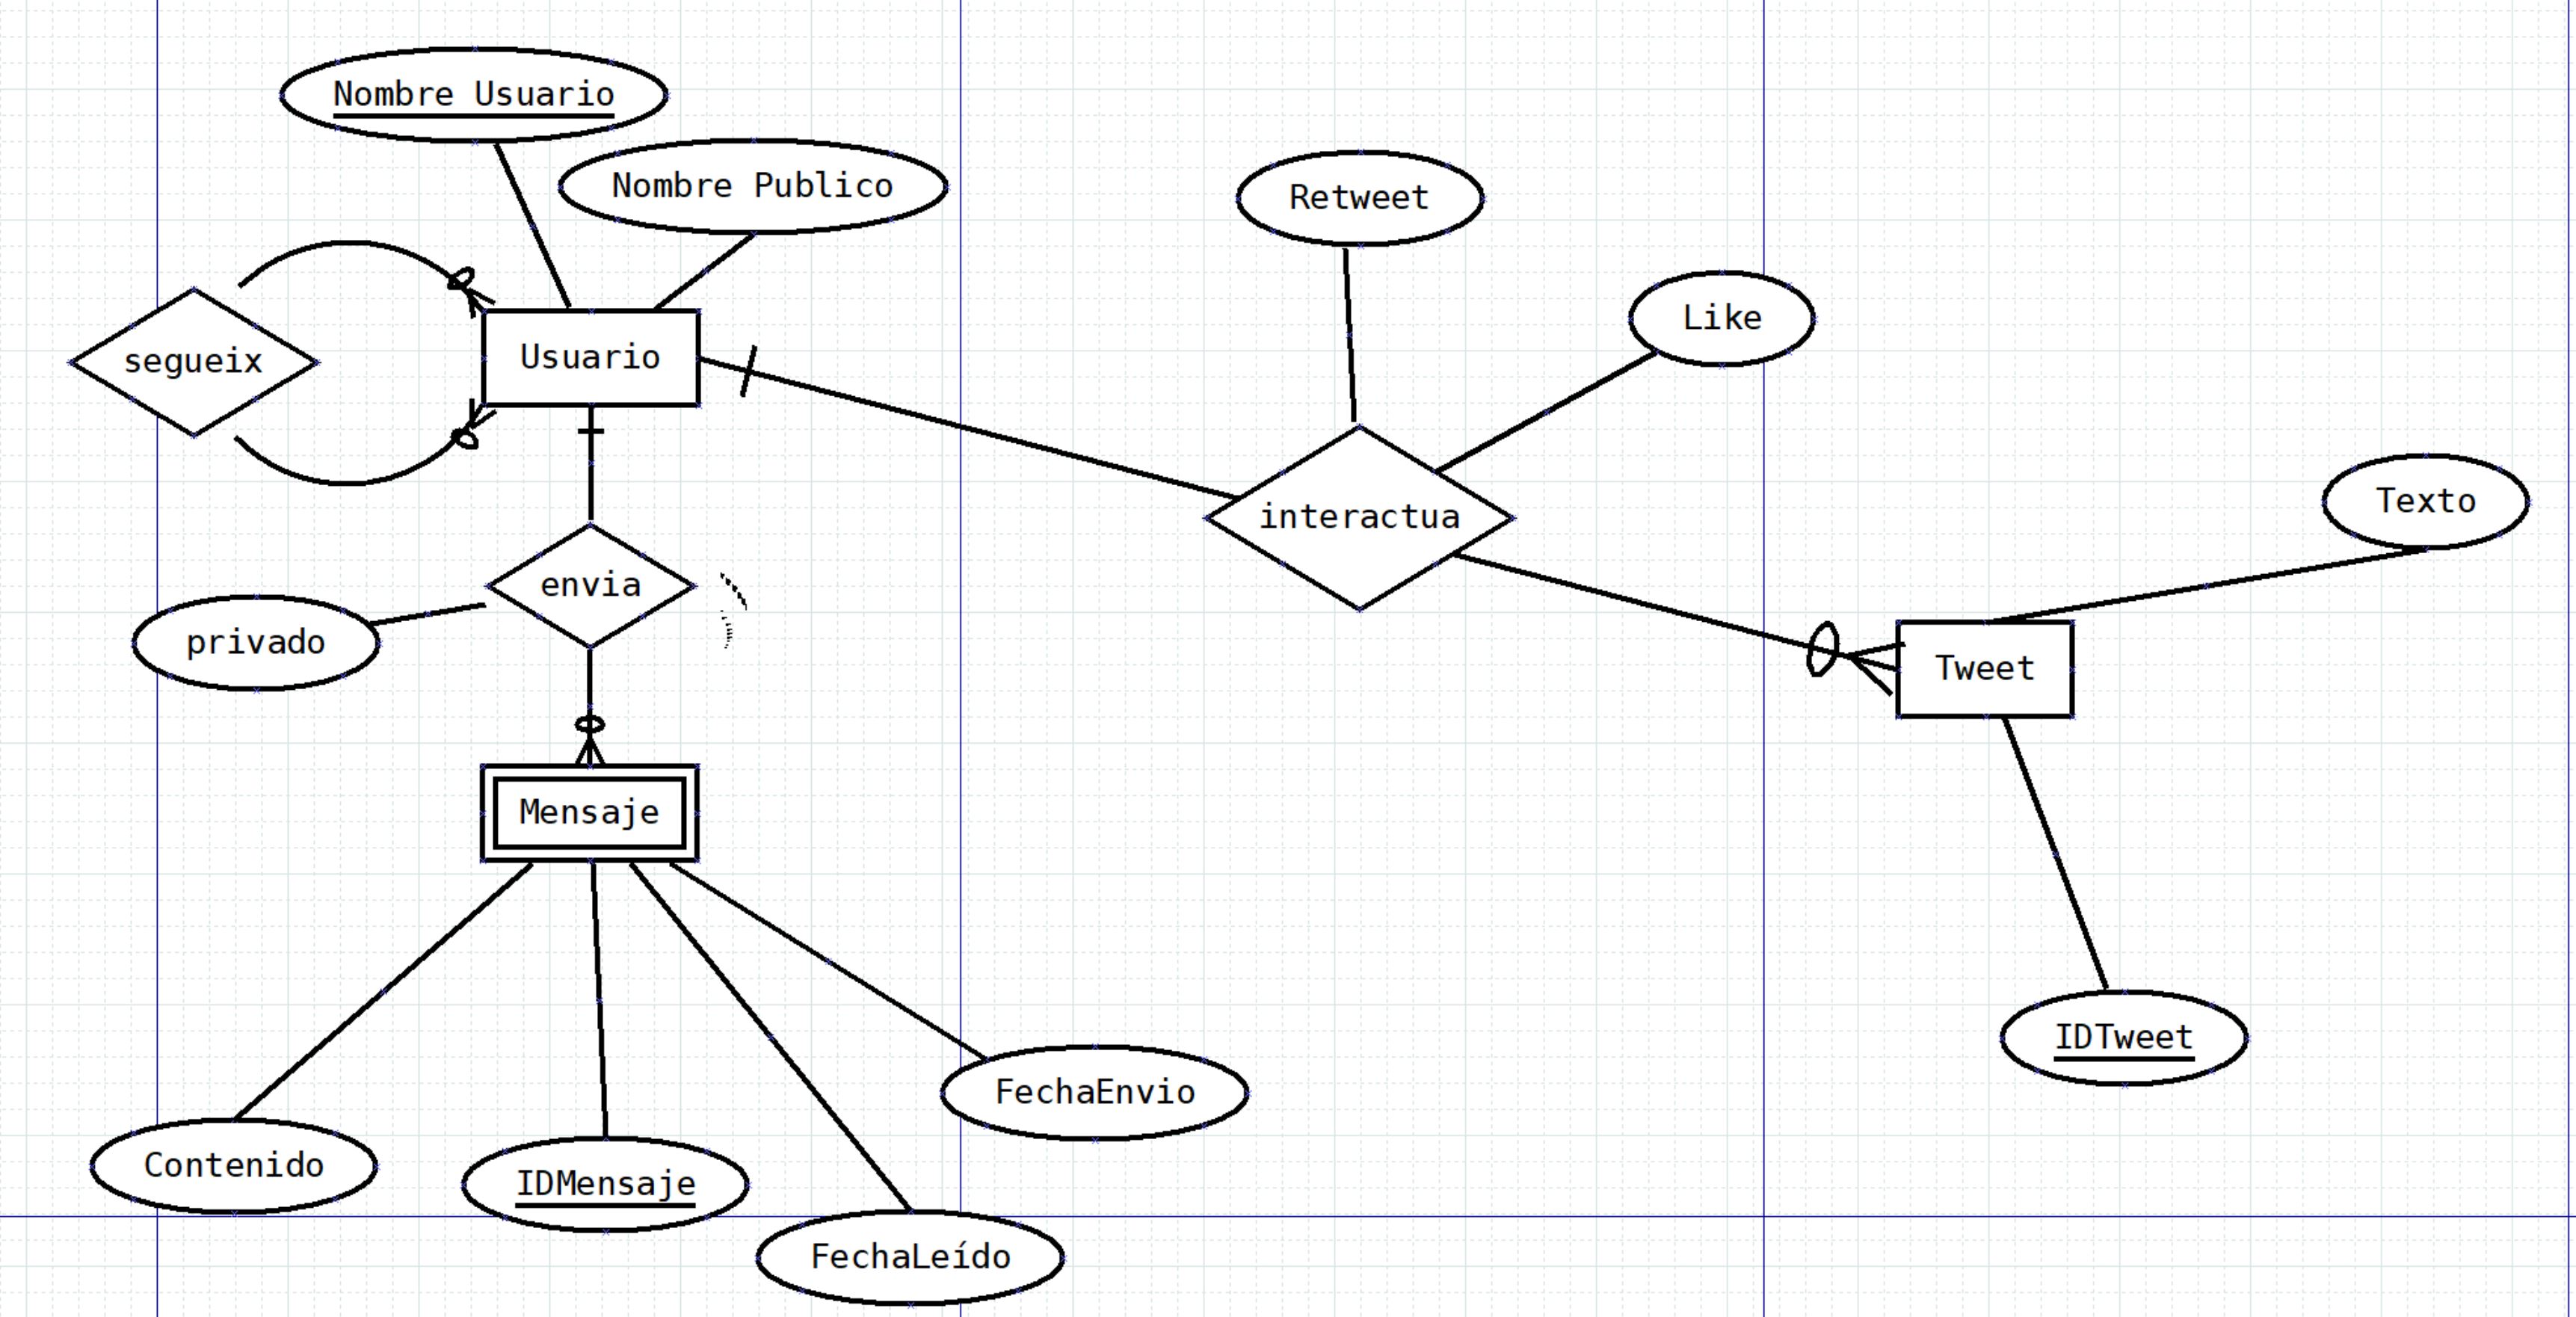 Nombre Usuario
Nombre Publico
Retweet
Like
segueix
Usuario
interactua
Texto
envia
privado
Tweet
Mensaje
IDTweet
FechaEnvio
Contenido
IDMensaje
FechaLeído